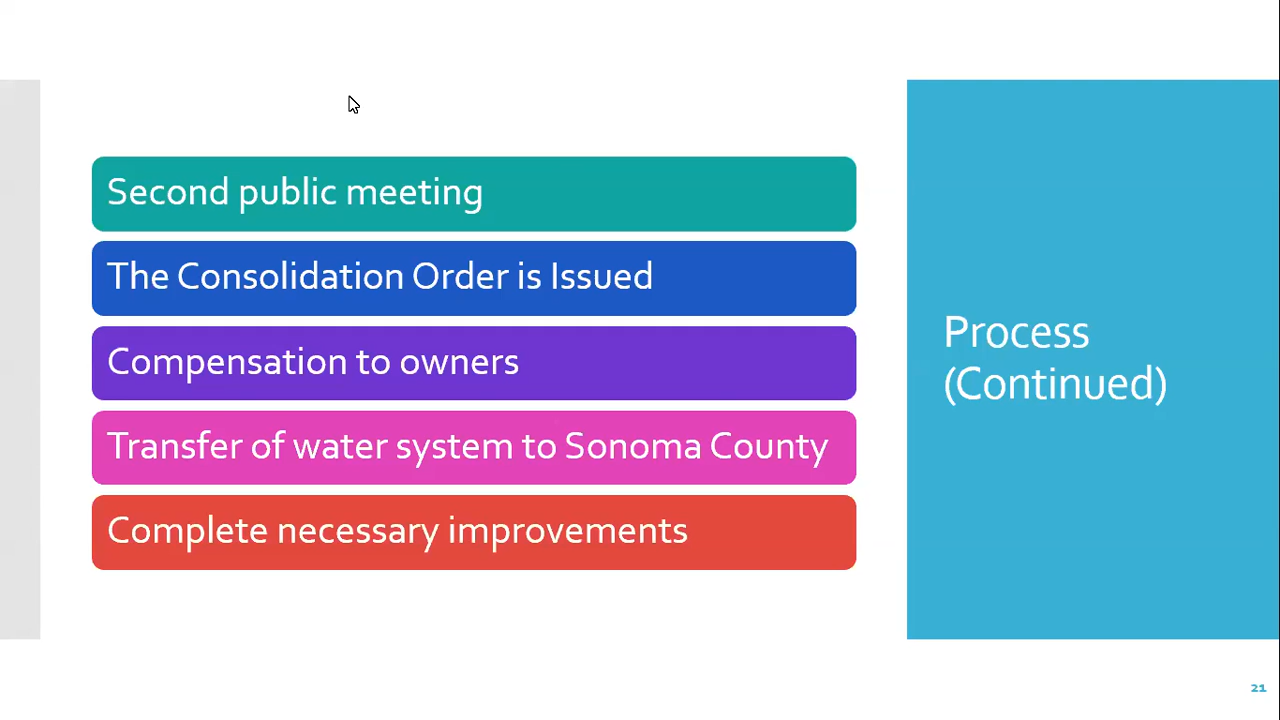 Second public meeting
The Consolidation Order is Issued
Compensation to owners
Transfer of water system to Sonoma County
Complete necessary improvements
Process
(Continued)
21